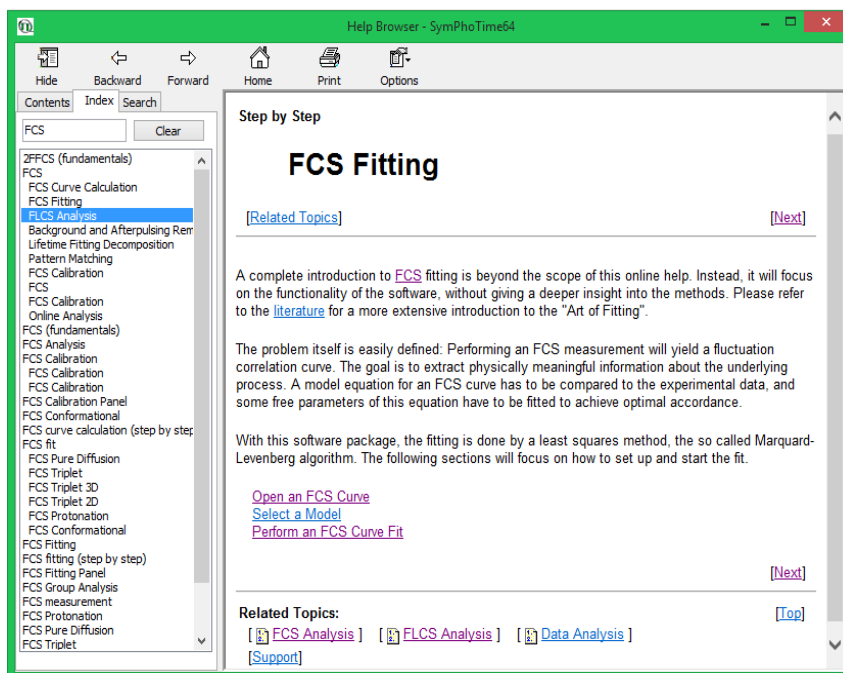 Help Browser - SymPhoTime64
Hide Backward Forward Home Print Options
Contents Index Search
FCS Clear
2FFCS (fundamentals)
FCS
FCS Curve Calculation
FCS Fitting
FLCS Analysis
Background and Afterpulsing Rem
Lifetime Fitting Decomposition
Pattern Matching
FCS Calibration
FCS
FCS Calibration
Online Analysis
FCS (fundamentals)
FCS Analysis
FCS Calibration
FCS Calibration
FCS Calibration
FCS Calibration Panel
FCS Conformational
FCS curve calculation (step by step
FCS fit
FCS Pure Diffusion
FCS Triplet
FCS Triplet 3D
FCS Triplet 2D
FCS Protonation
FCS Conformational
FCS Fitting
FCS fitting (step by step)
FCS Fitting Panel
FCS Group Analysis
FCS measurement
FCS Protonation
FCS Pure Diffusion
FCS Triplet
Step by Step
FCS Fitting
[Related Topics] [Next]
A complete introduction to FCS fitting is beyond the scope of this online help. Instead, it will focus
on the functionality of the software, without giving a deeper insight into the methods. Please refer
to the literature for a more extensive introduction to the "Art of Fitting".
The problem itself is easily defined: Performing an FCS measurement will yield a fluctuation
correlation curve. The goal is to extract physically meaningful information about the underlying
process. A model equation for an FCS curve has to be compared to the experimental data, and
some free parameters of this equation have to be fitted to achieve optimal accordance.
With this software package, the fitting is done by a least squares method, the so called Marquard-
Levenberg algorithm. The following sections will focus on how to set up and start the fit.
Open an FCS Curve
Select a Model
Perform an FCS Curve Fit
[Next]
Related Topics: [Top]
[ FCS Analysis ] [ FLCS Analysis ] [ Data Analysis ]
[Support]